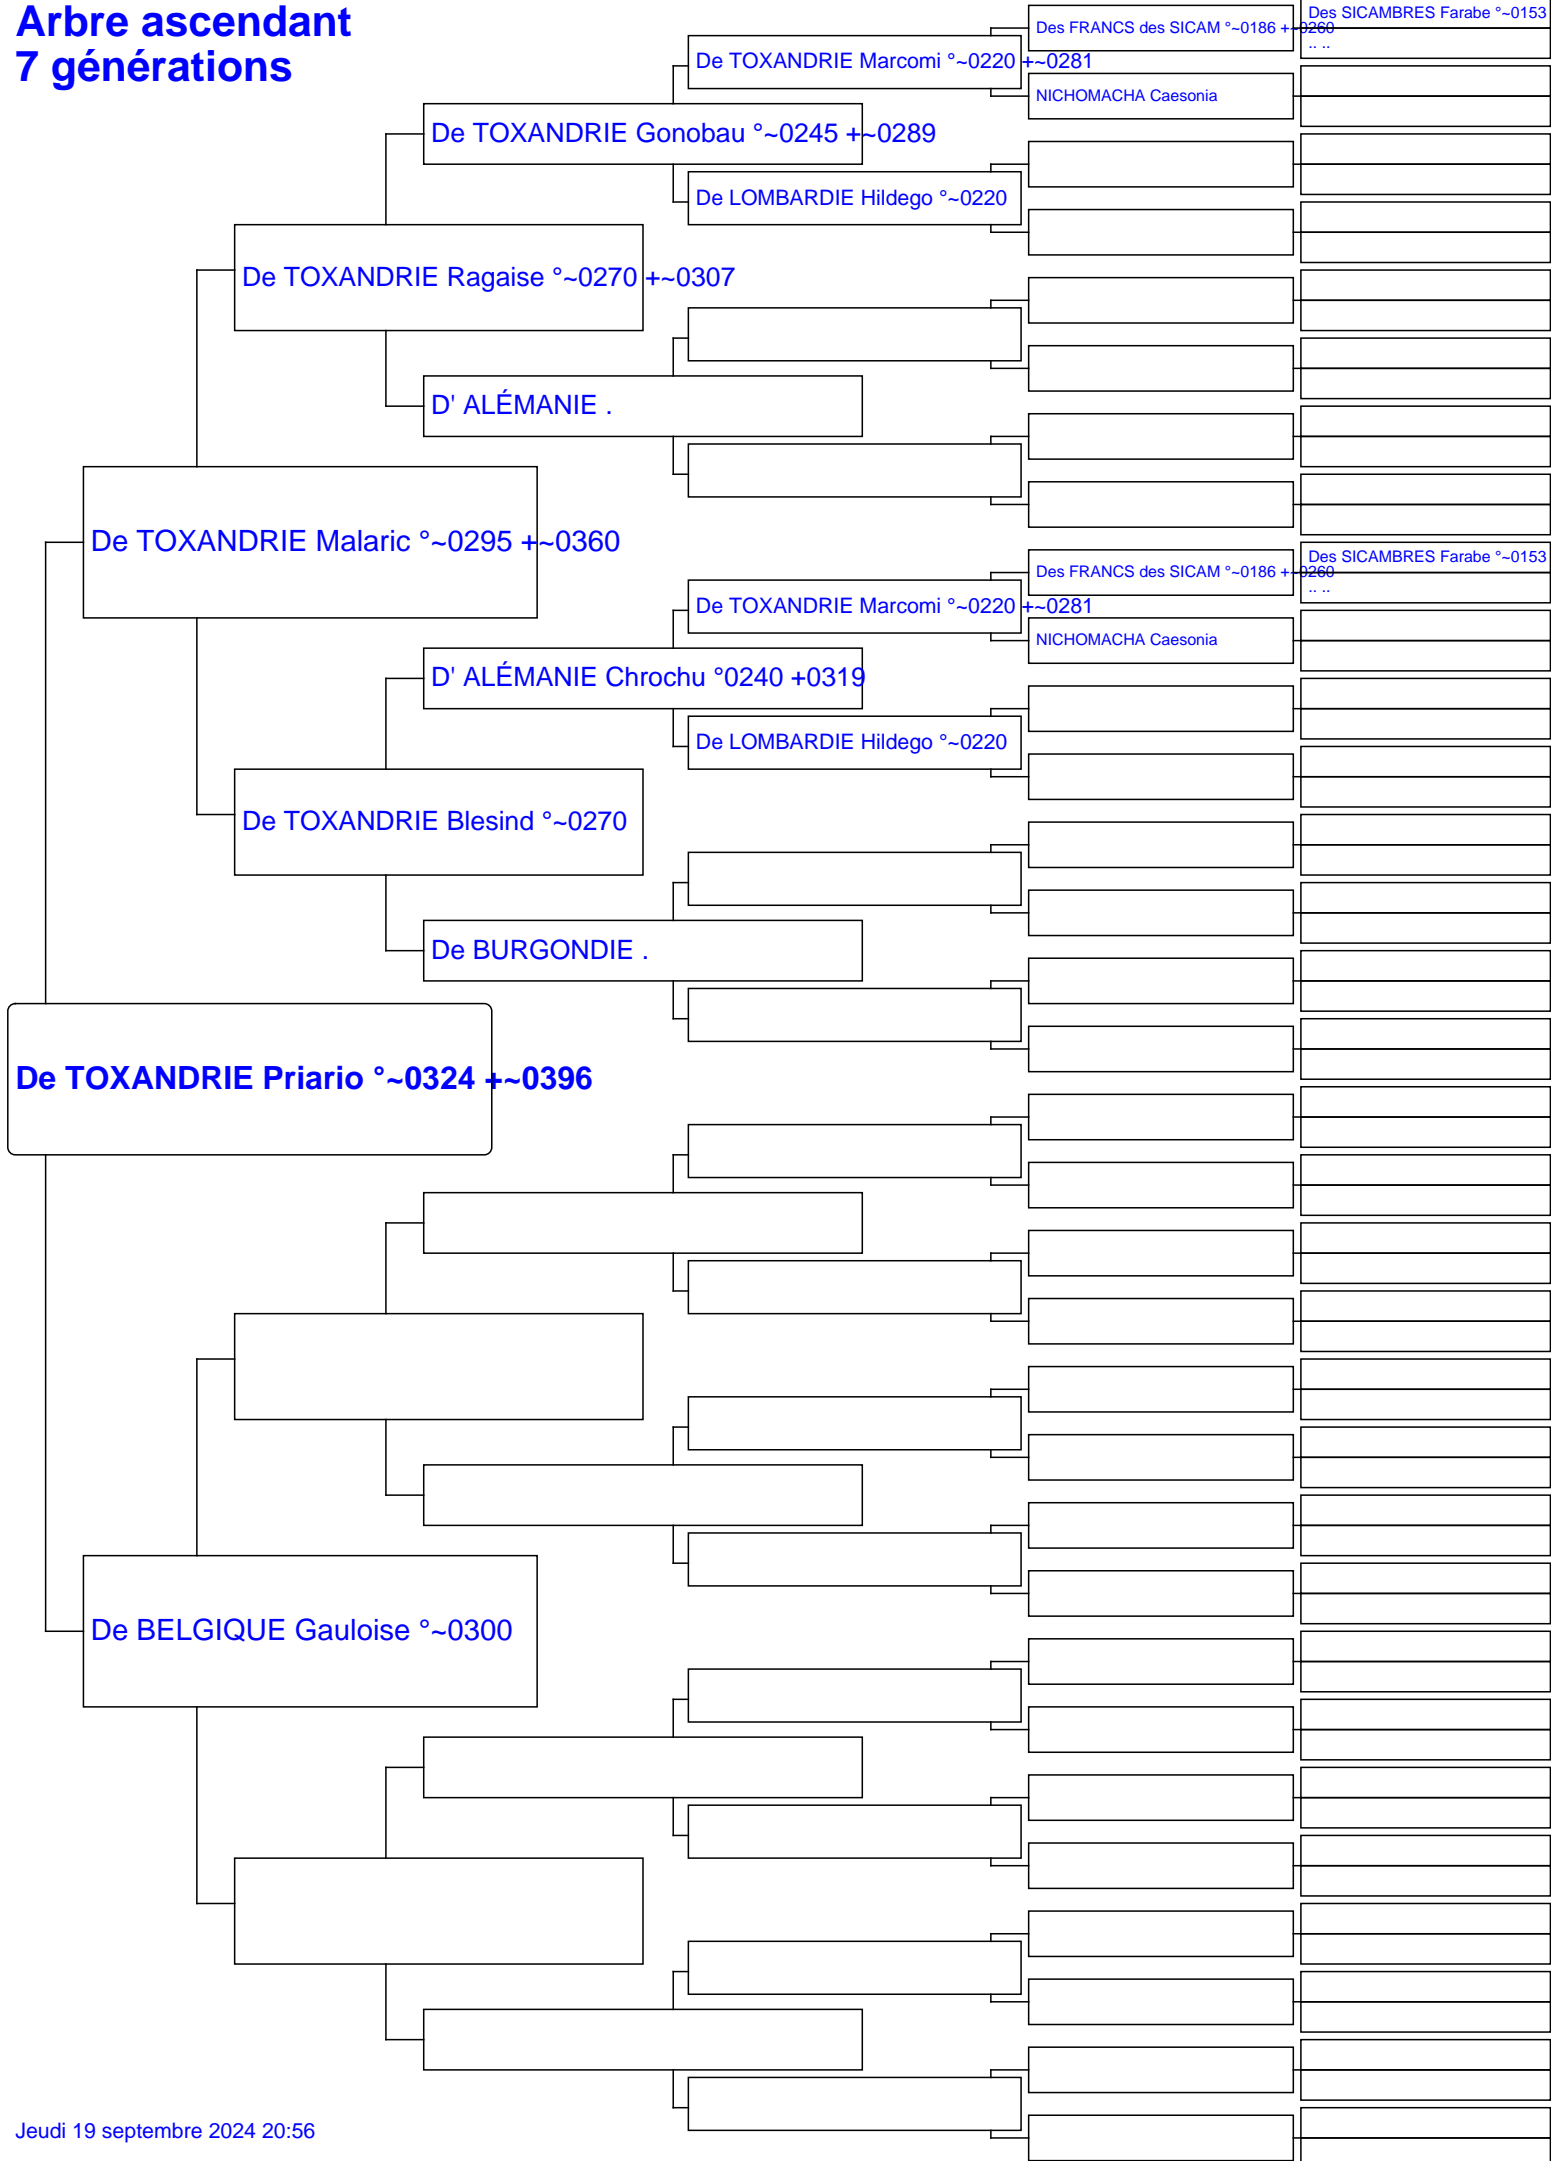 Arbre ascendant
7 générations
Des SICAMBRES Farabe °~0153
Des FRANCS des SICAM °~0186 +~0260
.. ..
De TOXANDRIE Marcomi °~0220 +~0281
NICHOMACHA Caesonia
De TOXANDRIE Gonobau °~0245 +~0289
De LOMBARDIE Hildego °~0220
De TOXANDRIE Ragaise °~0270 +~0307
D' ALÉMANIE .
De TOXANDRIE Malaric °~0295 +~0360
Des SICAMBRES Farabe °~0153
Des FRANCS des SICAM °~0186 +~0260
.. ..
De TOXANDRIE Marcomi °~0220 +~0281
NICHOMACHA Caesonia
D' ALÉMANIE Chrochu °0240 +0319
De LOMBARDIE Hildego °~0220
De TOXANDRIE Blesind °~0270
De BURGONDIE .
De TOXANDRIE Priario °~0324 +~0396
De BELGIQUE Gauloise °~0300
Jeudi 19 septembre 2024 20:56